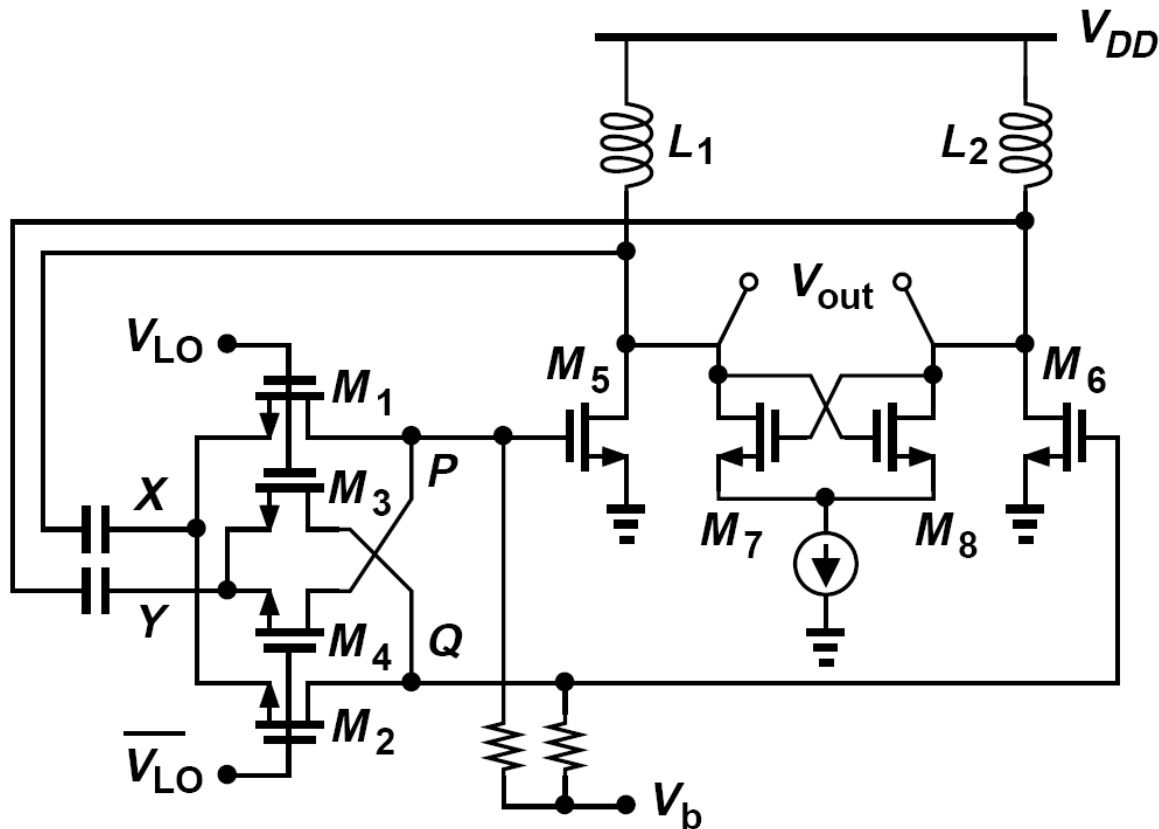 V_DD
L_1
L_2
V_out
V_LO
M_1
M_5
M_6
P
X
M_3
M_7
M_8
Y
M_4
Q
M_2
V̅_LO
V_b